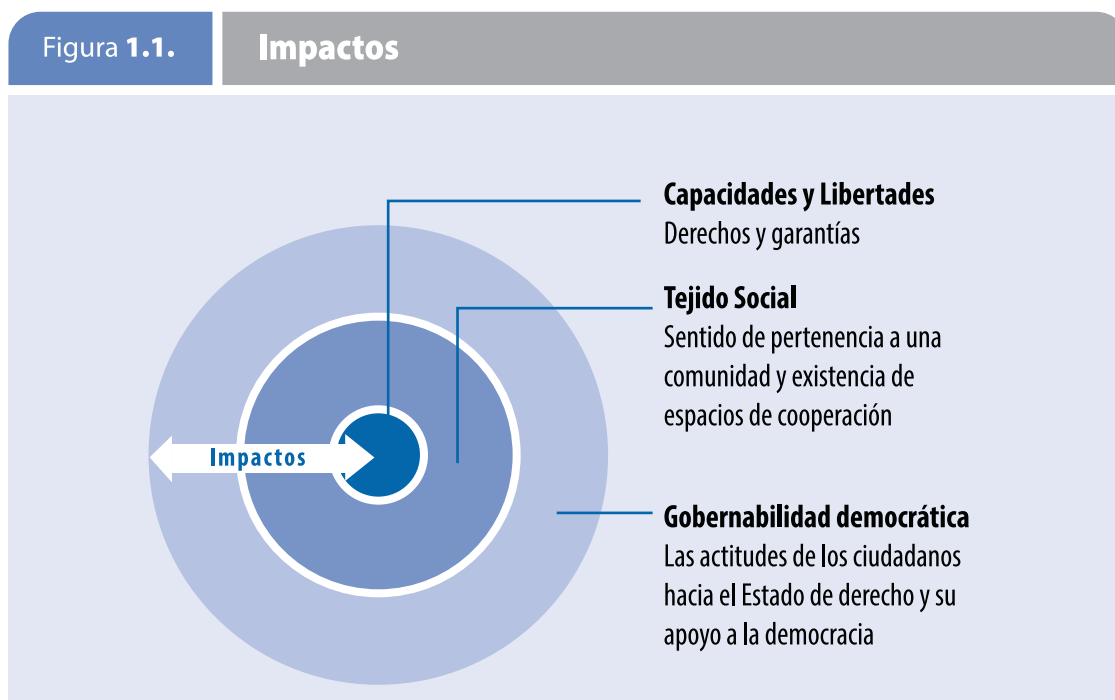 Figura 1.1.
Impactos
Capacidades y Libertades
Derechos y garantías
Tejido Social
Sentido de pertenencia a una
comunidad y existencia de
espacios de cooperación
Impactos
Gobernabilidad democrática
Las actitudes de los ciudadanos
hacia el Estado de derecho y su
apoyo a la democracia